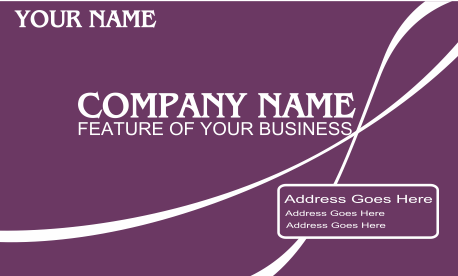 YOUR NAME
COMPANY NAME
FEATURE OF YOUR BUSINESS
Address Goes Here
Address Goes Here
Address Goes Here